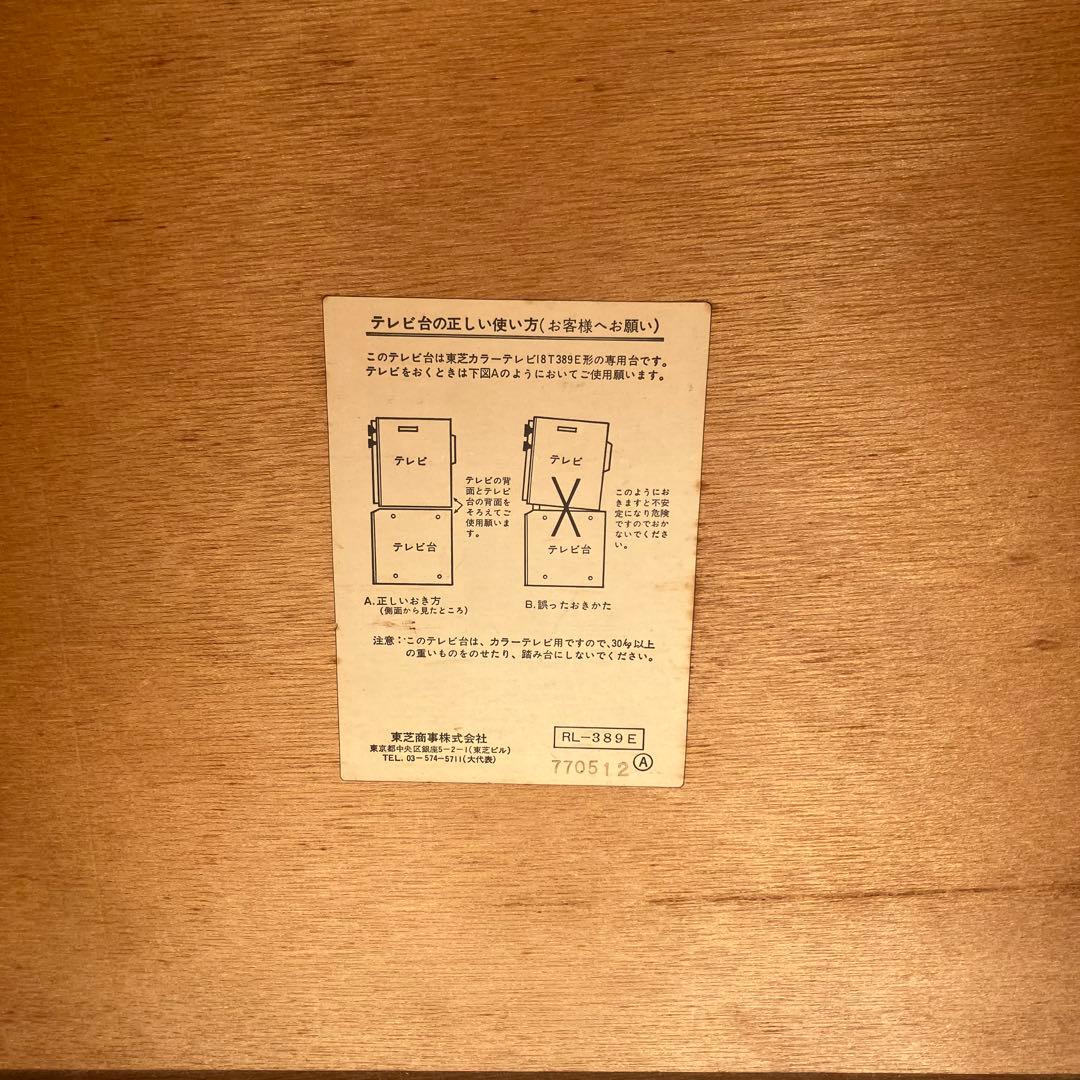 テレビ台の正しい使い方(お客様へお願い)
このテレビ台は東芝カラーテレビ18T389E形の専用台です。
テレビをおくときは下図Aのようにおいてご使用願います。
テレビ
テレビ台
テレビの背
面とテレビ
台の背面を
そろえてご
使用願いま
す。
A.正しいおき方
(側面から見たところ)
テレビ
テレビ台
このようにお
きますと不安
定になり危険
ですのでおか
ないでくださ
い。
B.誤ったおきかた
注意：このテレビ台は、カラーテレビ用ですので、30kg以上
の重いものをのせたり、踏み台にしないでください。
東芝商事株式会社
東京都中央区銀座5-2-1(東芝ビル)
TEL. 03-574-5711(大代表)
RL-389E
770512 Ⓐ